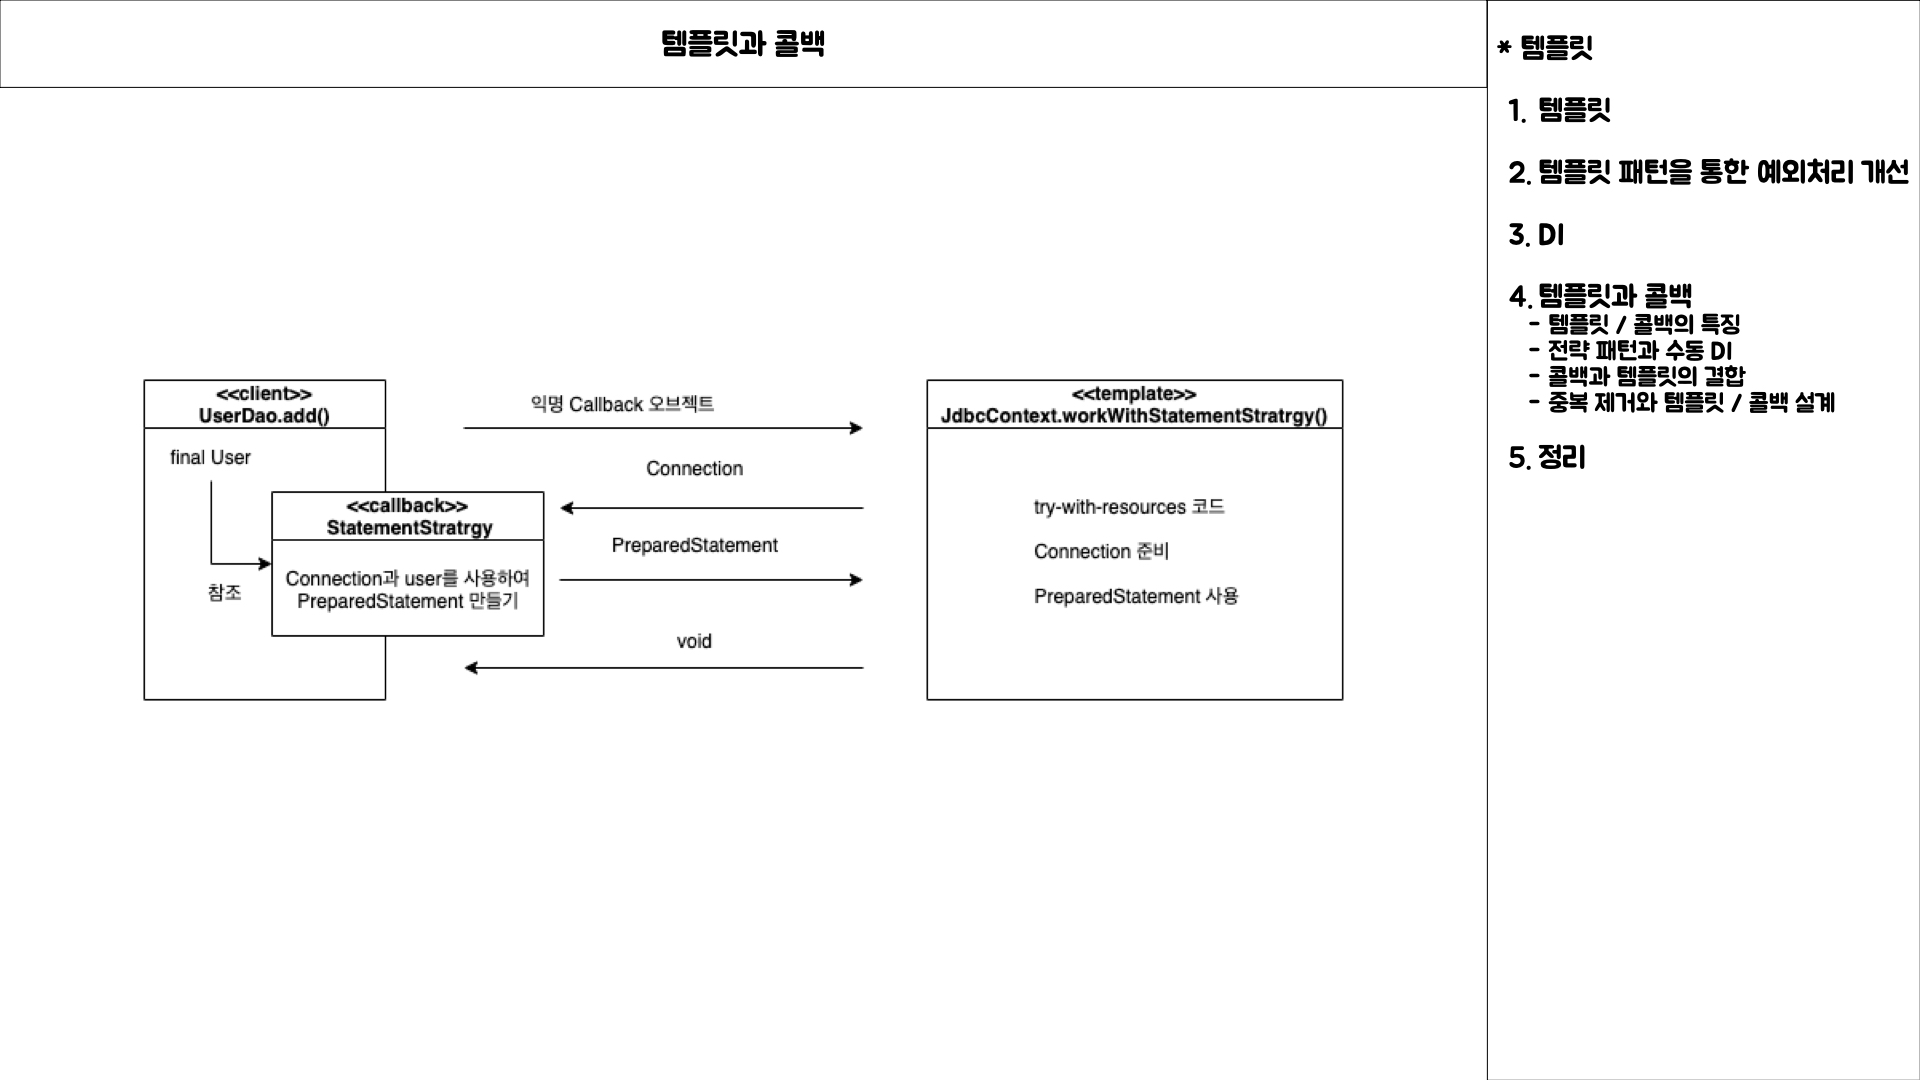 템플릿과 콜백
<<client>>
UserDao.add()
final User
참조
<<callback>>
StatementStratrgy
Connection과 user를 사용하여
PreparedStatement 만들기
익명 Callback 오브젝트
Connection
PreparedStatement
void
<<template>>
JdbcContext.workWithStatementStratrgy()
try-with-resources 코드
Connection 준비
PreparedStatement 사용
* 템플릿
1. 템플릿
2. 템플릿 패턴을 통한 예외처리 개선
3. DI
4. 템플릿과 콜백
- 템플릿 / 콜백의 특징
- 전략 패턴과 수동 DI
- 콜백과 템플릿의 결합
- 중복 제거와 템플릿 / 콜백 설계
5. 정리